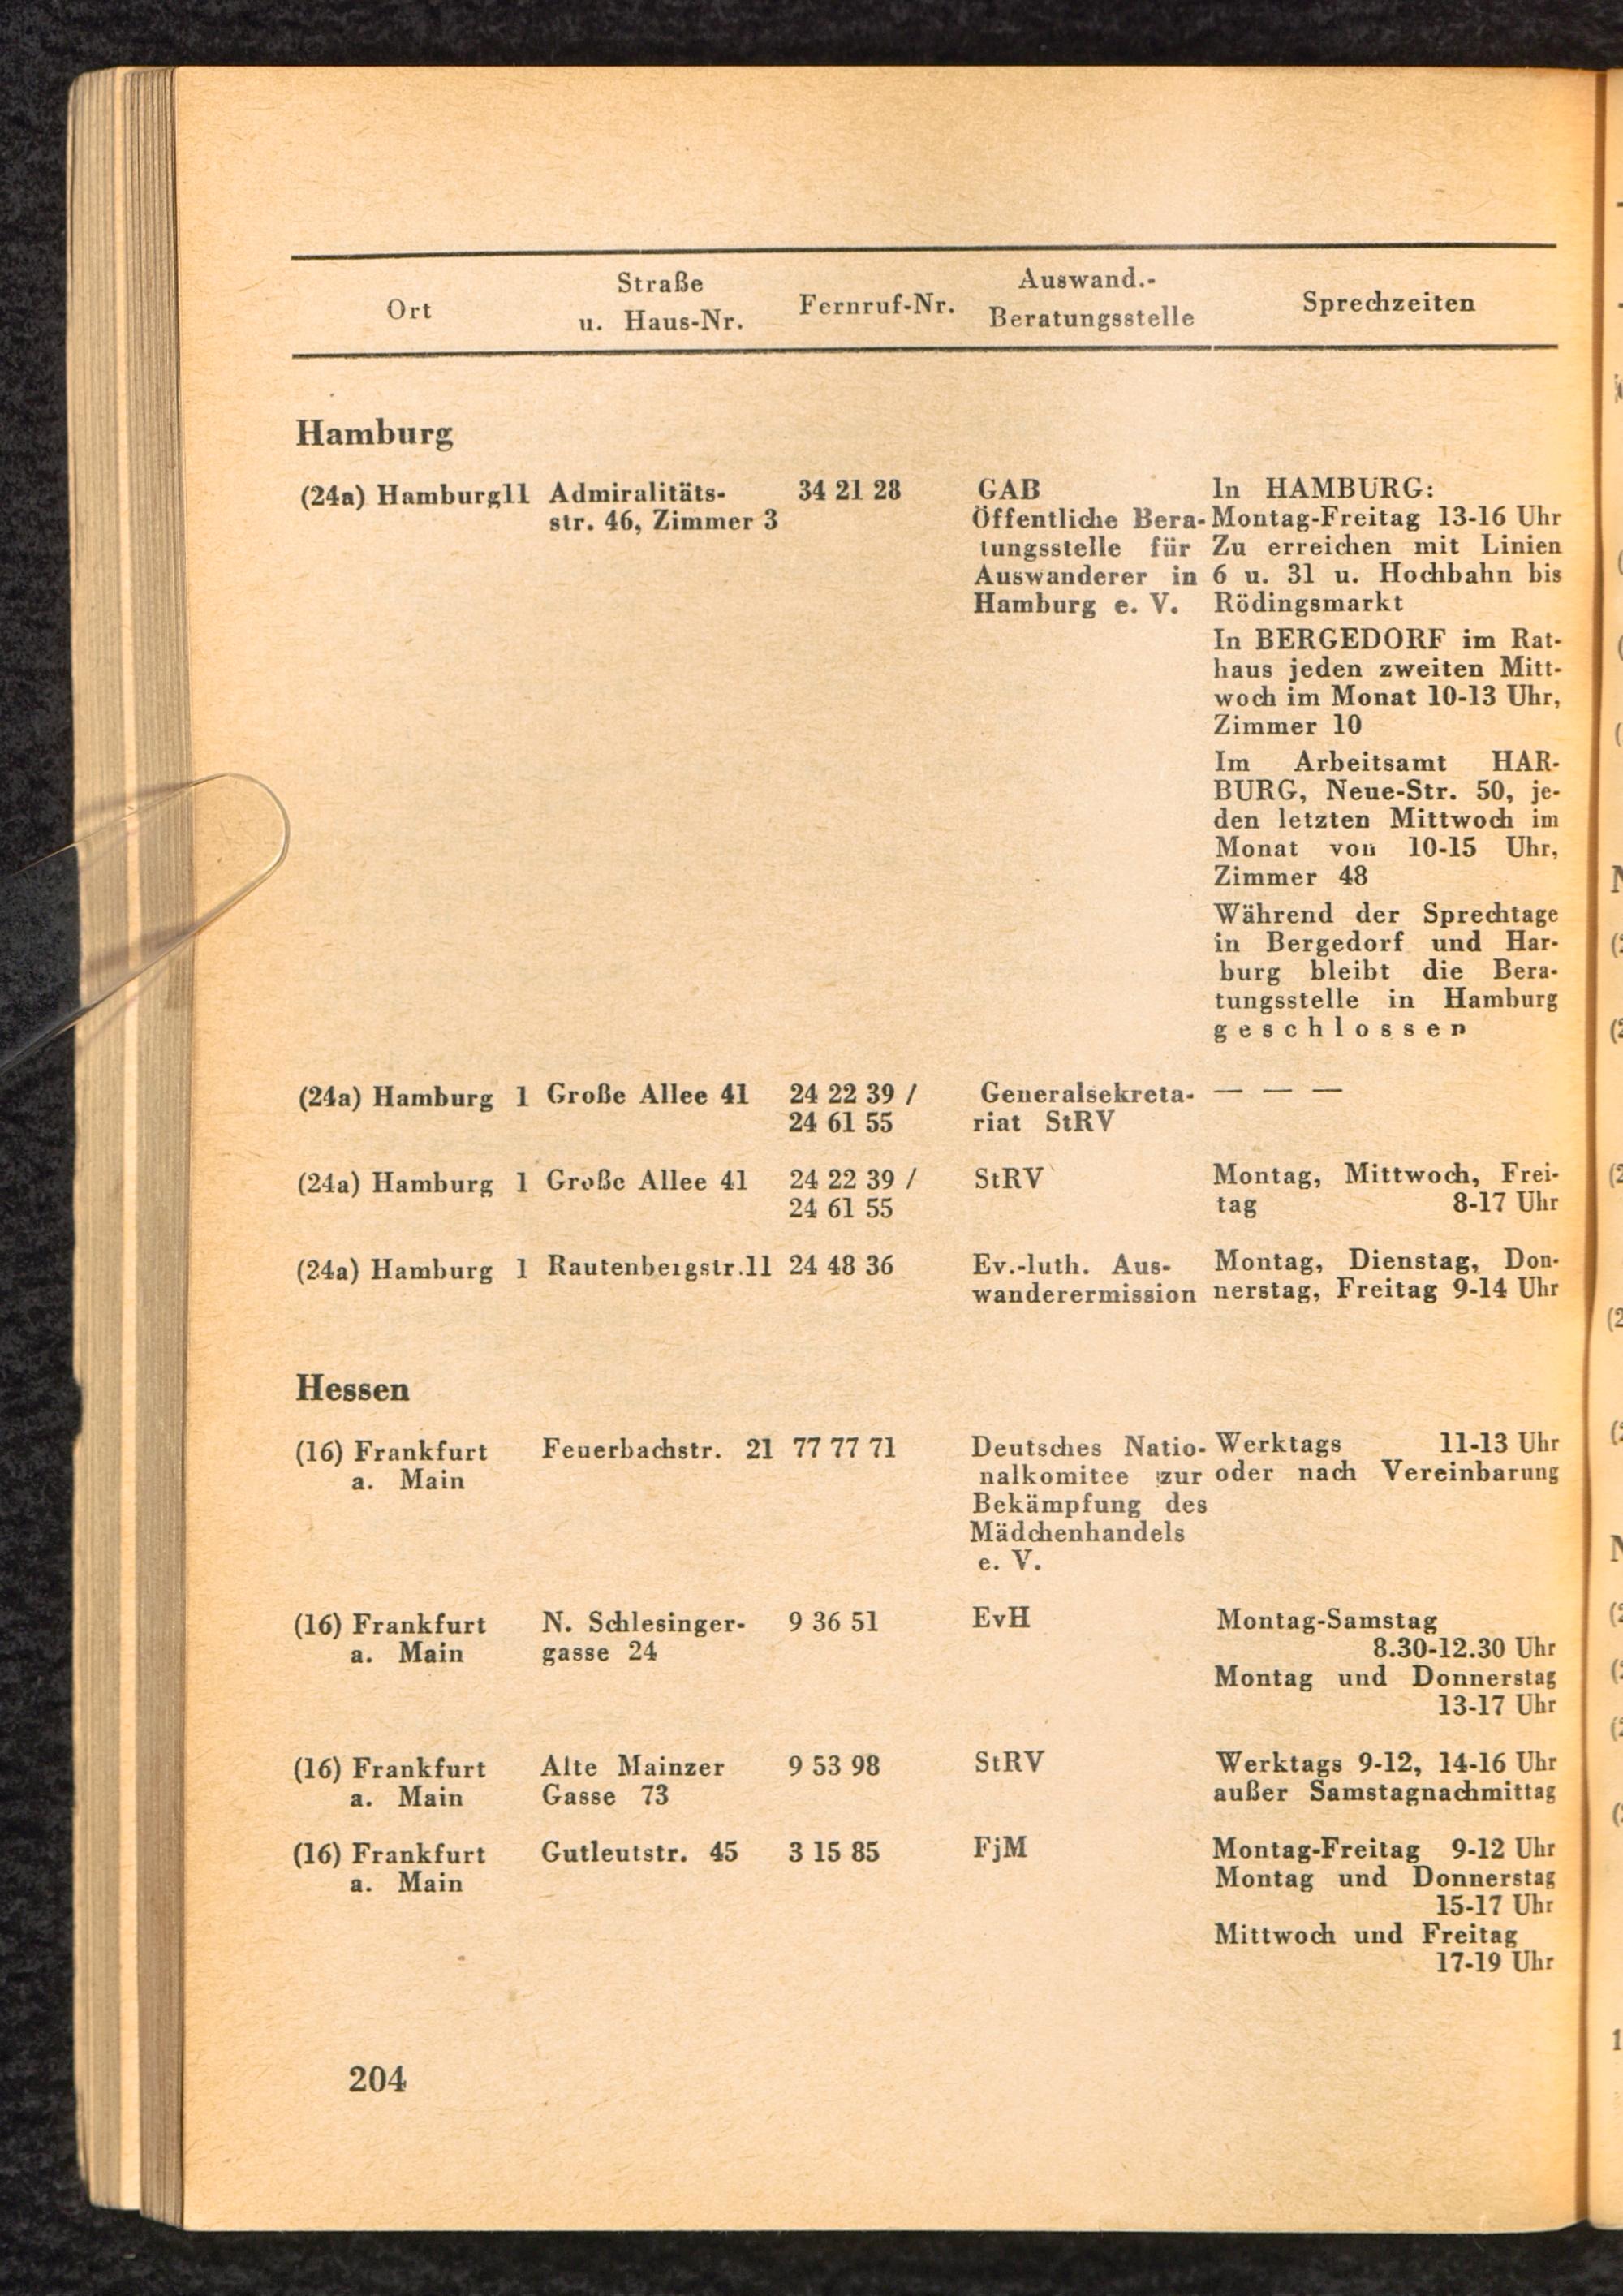 Ort Straße u. Haus-Nr. Fernruf-Nr. Auswand.-Beratungsstelle Sprechzeiten
Hamburg
(24a) Hamburg11 Admiralitäts- 34 21 28 GAB In HAMBURG:
str. 46, Zimmer 3 Öffentliche Bera- Montag-Freitag 13-16 Uhr
tungsstelle für Zu erreichen mit Linien
Auswanderer in 6 u. 31 u. Hochbahn bis
Hamburg e. V. Rödingsmarkt
In BERGEDORF im Rat-
haus jeden zweiten Mitt-
woch im Monat 10-13 Uhr,
Zimmer 10
Im Arbeitsamt HAR-
BURG, Neue-Str. 50, je-
den letzten Mittwoch im
Monat von 10-15 Uhr,
Zimmer 48
Während der Sprechtage
in Bergedorf und Har-
burg bleibt die Bera-
tungsstelle in Hamburg
geschlossen
(24a) Hamburg 1 Große Allee 41 24 22 39 / Generalsekreta- — — —
24 61 55 riat StRV
(24a) Hamburg 1 Große Allee 41 24 22 39 / StRV Montag, Mittwoch, Frei-
24 61 55 tag 8-17 Uhr
(24a) Hamburg 1 Rautenbergstr.11 24 48 36 Ev.-luth. Aus- Montag, Dienstag, Don-
wanderermission nerstag, Freitag 9-14 Uhr
Hessen
(16) Frankfurt Feuerbachstr. 21 77 77 71 Deutsches Natio- Werktags 11-13 Uhr
a. Main nalkomitee zur oder nach Vereinbarung
Bekämpfung des
Mädchenhandels
e. V.
(16) Frankfurt N. Schlesinger- 9 36 51 EvH Montag-Samstag
a. Main gasse 24 8.30-12.30 Uhr
Montag und Donnerstag
13-17 Uhr
(16) Frankfurt Alte Mainzer 9 53 98 StRV Werktags 9-12, 14-16 Uhr
a. Main Gasse 73 außer Samstagnachmittag
(16) Frankfurt Gutleutstr. 45 3 15 85 FjM Montag-Freitag 9-12 Uhr
a. Main Montag und Donnerstag
15-17 Uhr
Mittwoch und Freitag
17-19 Uhr
204